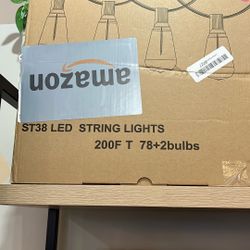 amazon
ST38 LED STRING LIGHTS
200F T 78+2bulbs